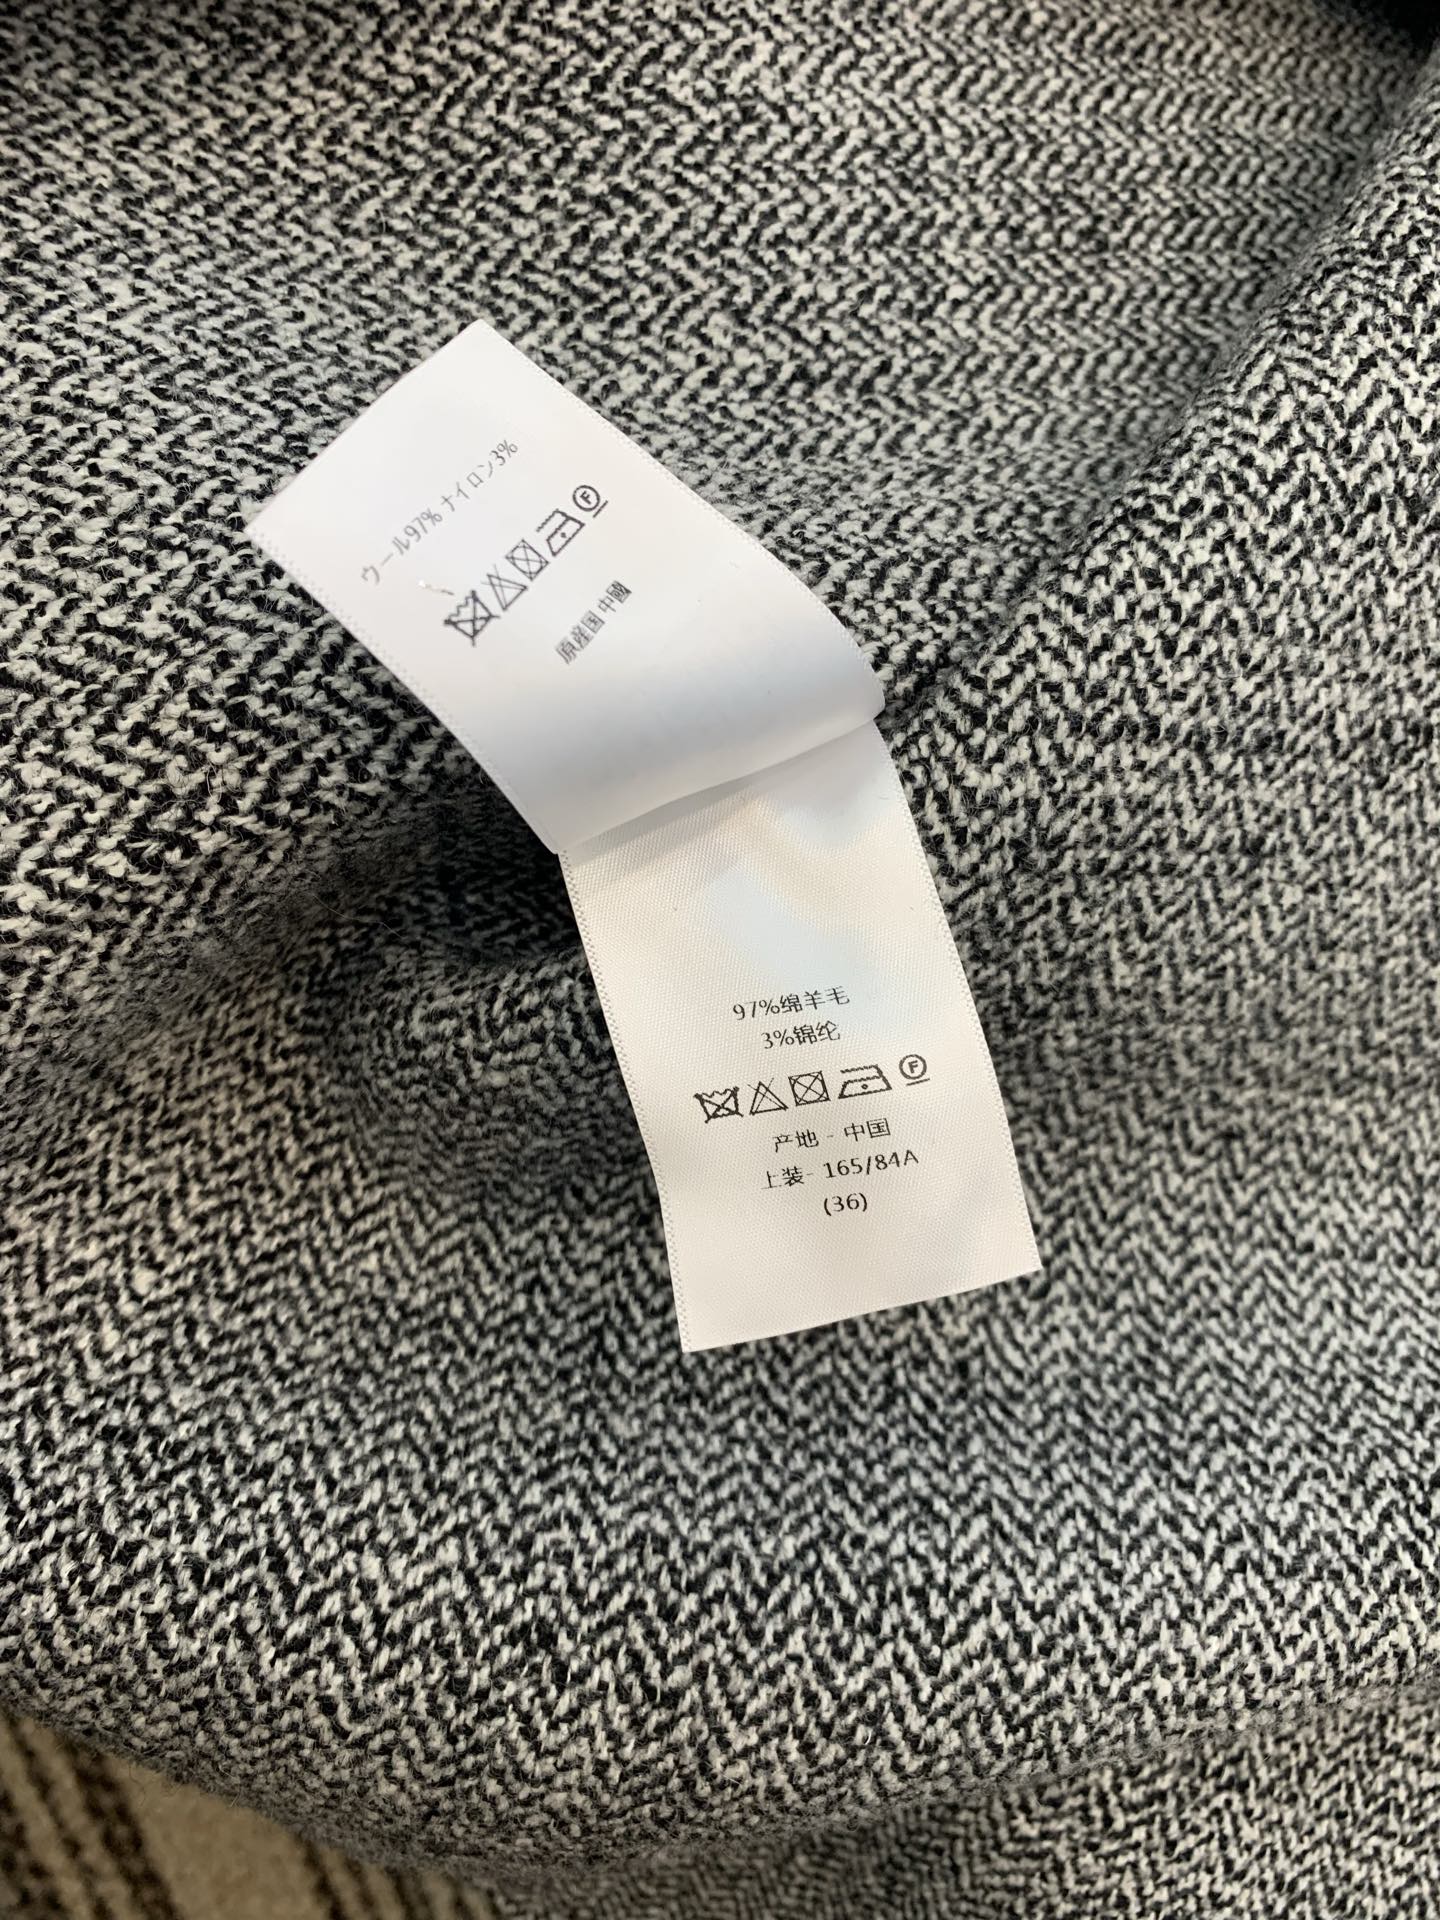 ウール97% ナイロン3%
F
原産国 中國
97%绵羊毛
3%锦纶
F
产地 - 中国
上装- 165/84A
(36)